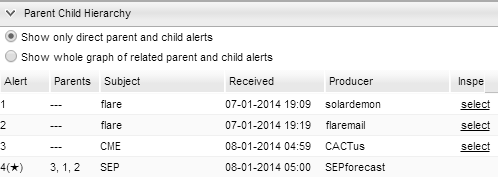 Parent Child Hierarchy
Show only direct parent and child alerts
Show whole graph of related parent and child alerts
Alert Parents Subject Received Producer Inspe
1 --- flare 07-01-2014 19:09 solardemon select
2 --- flare 07-01-2014 19:19 flaremail select
3 --- CME 08-01-2014 04:59 CACTus select
4(★) 3, 1, 2 SEP 08-01-2014 05:00 SEPforecast